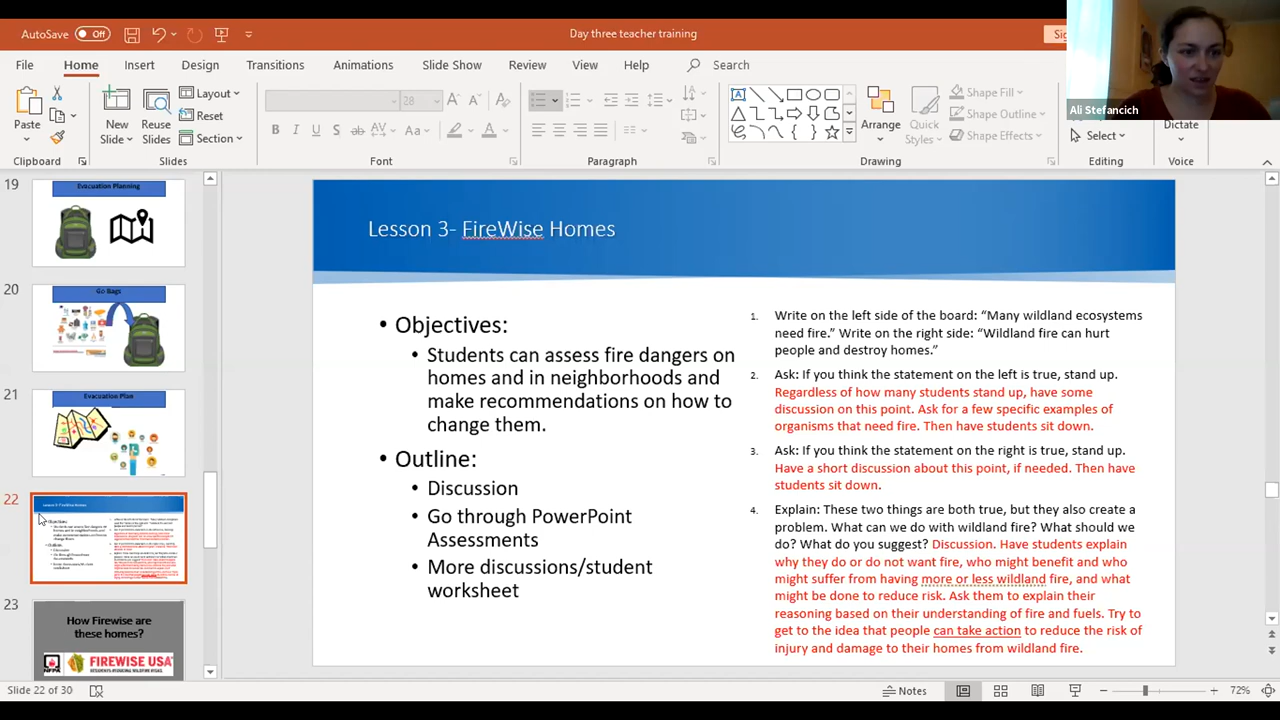 AutoSave Off
Day three teacher training
Ali Stefancich
File Home Insert Design Transitions Animations Slide Show Review View Help Search
Paste
New Slides
Reuse Slides
Layout
Reset
Section
28
Arrange
Quick Styles
Shape Fill
Shape Outline
Shape Effects
Select
Dictate
Clipboard Slides Font Paragraph Drawing Editing Voice
19
Evacuation Planning
20
Go Bags
21
Evacuation Plan
22
Lesson 3- FireWise Homes
23
How Firewise are
these homes?
NFPA FIREWISE USA
Lesson 3- FireWise Homes
• Objectives:
• Students can assess fire dangers on
homes and in neighborhoods and
make recommendations on how to
change them.
• Outline:
• Discussion
• Go through PowerPoint
Assessments
• More discussions/student
worksheet
1. Write on the left side of the board: “Many wildland ecosystems
need fire.” Write on the right side: “Wildland fire can hurt
people and destroy homes.”
2. Ask: If you think the statement on the left is true, stand up.
Regardless of how many students stand up, have some
discussion on this point. Ask for a few specific examples of
organisms that need fire. Then have students sit down.
3. Ask: If you think the statement on the right is true, stand up.
Have a short discussion about this point, if needed. Then have
students sit down.
4. Explain: These two things are both true, but they also create a
problem. What can we do with wildland fire? What should we
do? What do you suggest? Discussion: Have students explain
why they do or do not want fire, who might benefit and who
might suffer from having more or less wildland fire, and what
might be done to reduce risk. Ask them to explain their
reasoning based on their understanding of fire and fuels. Try to
get to the idea that people can take action to reduce the risk of
injury and damage to their homes from wildland fire.
Slide 22 of 30
Notes
72%